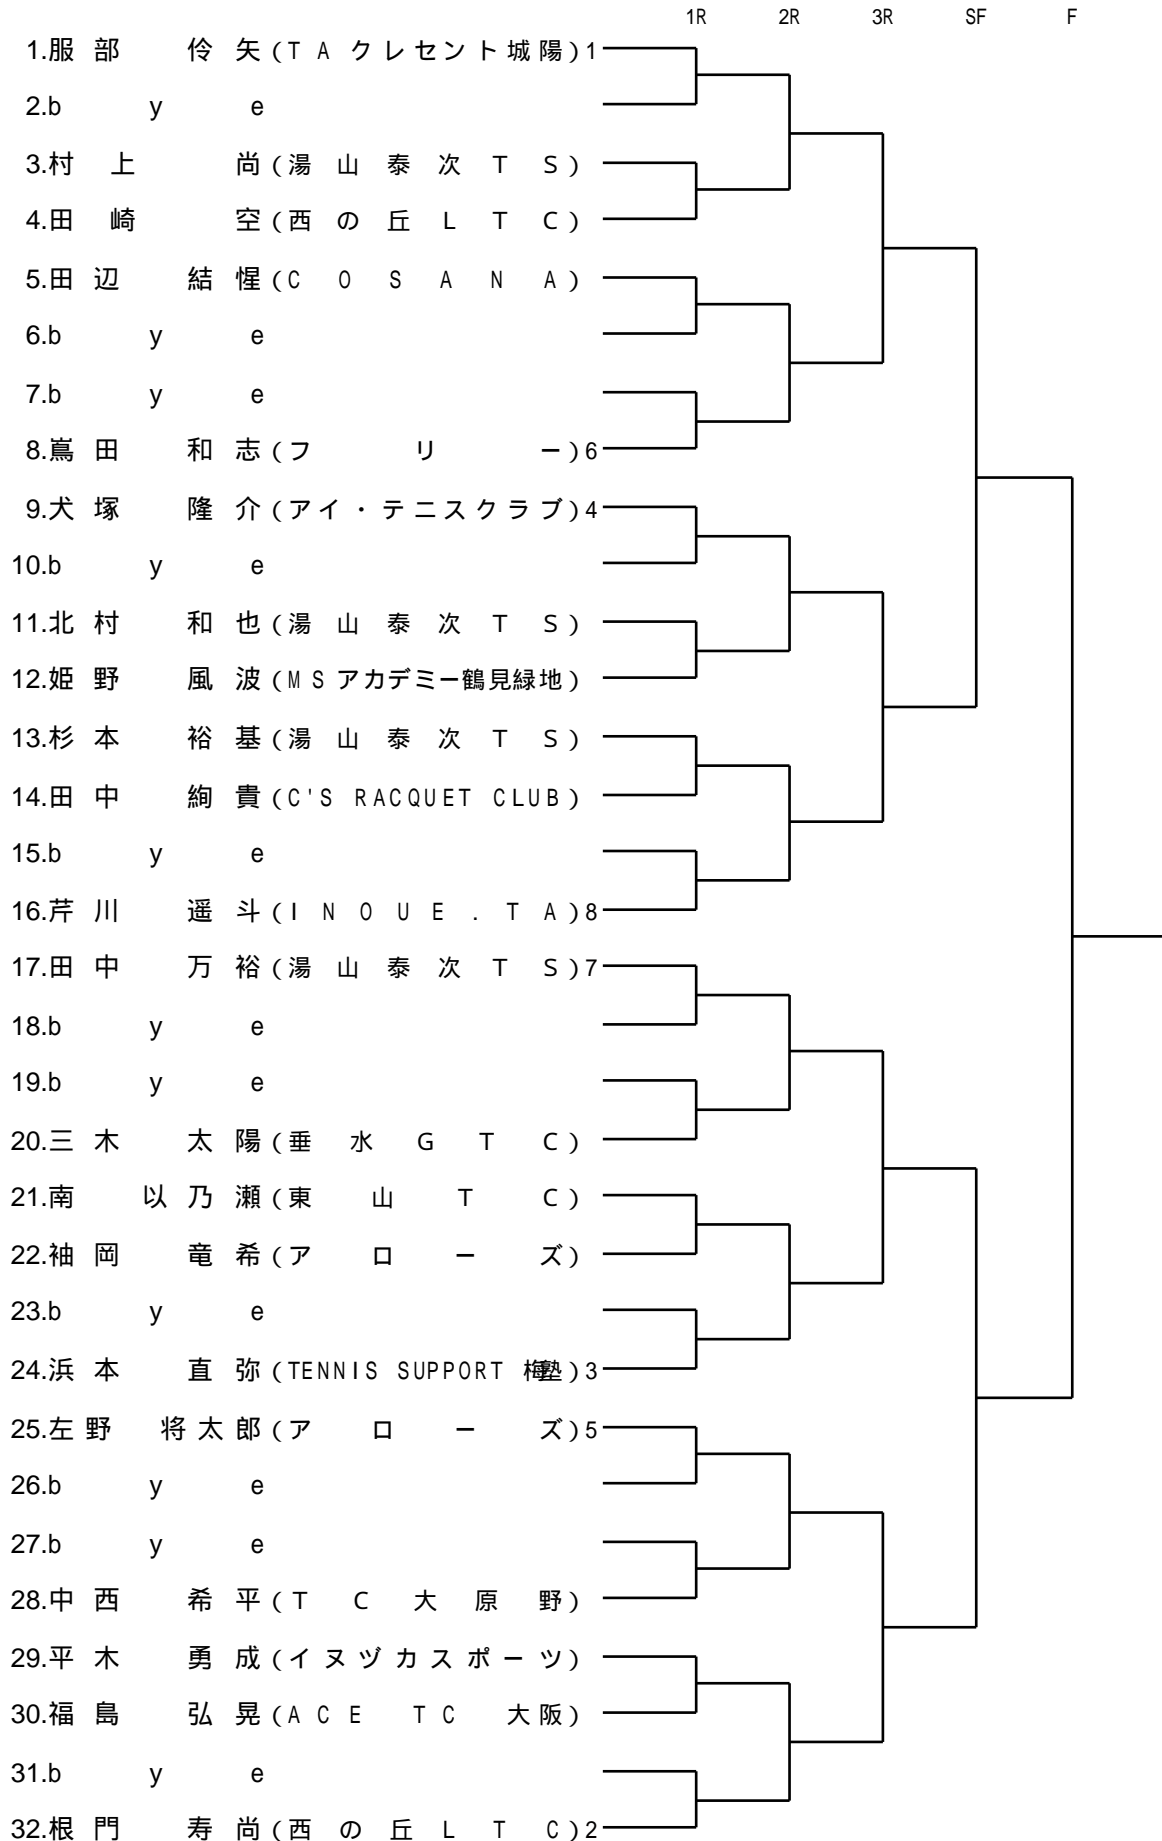 1R 2R 3R SF F
1.服部 伶矢(TAクレセント城陽)1
2.bye
3.村上 尚(湯山泰次TS)
4.田崎 空(西の丘LTC)
5.田辺 結惺(COSANA)
6.bye
7.bye
8.嶌田 和志(フリー)6
9.犬塚 隆介(アイ・テニスクラブ)4
10.bye
11.北村 和也(湯山泰次TS)
12.姫野 風波(MSアカデミー鶴見緑地)
13.杉本 裕基(湯山泰次TS)
14.田中 絢貴(C'S RACQUET CLUB)
15.bye
16.芹川 遥斗(INOUE.TA)8
17.田中 万裕(湯山泰次TS)7
18.bye
19.bye
20.三木 太陽(垂水GTC)
21.南 以乃瀬(東山TC)
22.袖岡 竜希(アローズ)
23.bye
24.浜本 直弥(TENNIS SUPPORT 梅塾)3
25.左野 将太郎(アローズ)5
26.bye
27.bye
28.中西 希平(TC大原野)
29.平木 勇成(イヌヅカスポーツ)
30.福島 弘晃(ACE TC 大阪)
31.bye
32.根門 寿尚(西の丘LTC)2